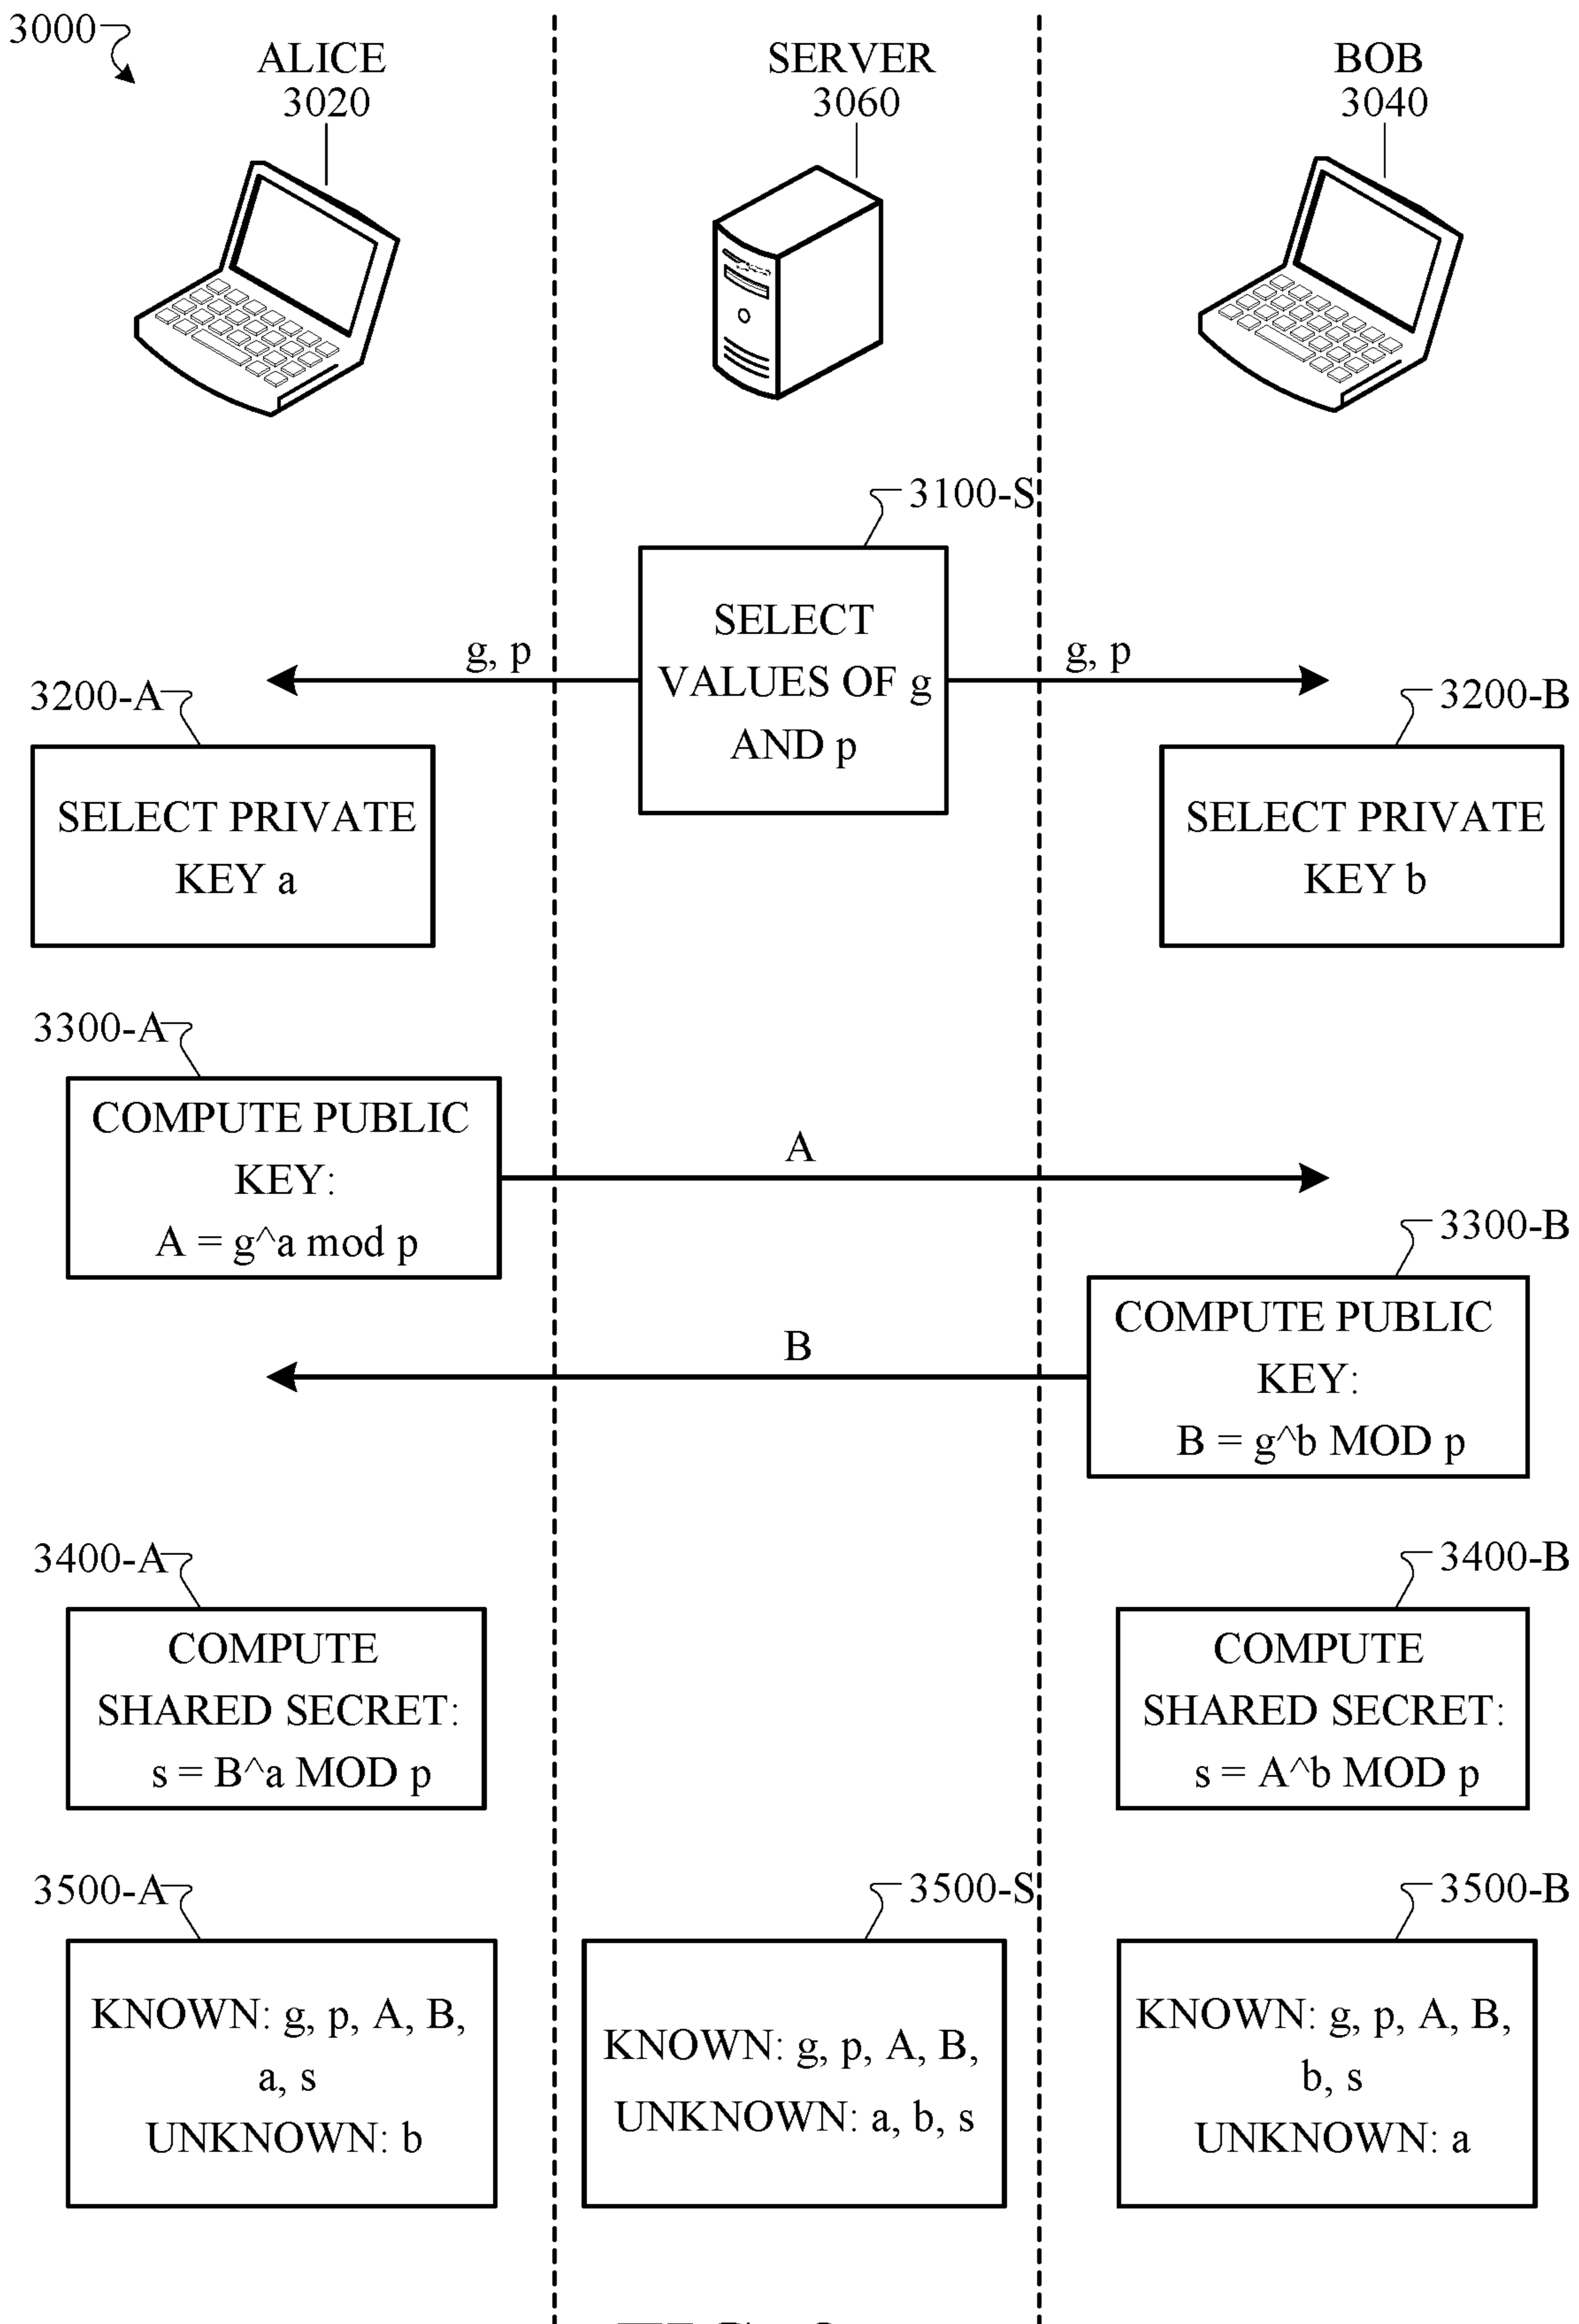 3000
ALICE
3020
SERVER
3060
BOB
3040
3100-S
SELECT
VALUES OF g
AND p
g, p
g, p
3200-A
SELECT PRIVATE
KEY a
3200-B
SELECT PRIVATE
KEY b
3300-A
COMPUTE PUBLIC
KEY:
A = g^a mod p
A
3300-B
COMPUTE PUBLIC
KEY:
B = g^b MOD p
B
3400-A
COMPUTE
SHARED SECRET:
s = B^a MOD p
3400-B
COMPUTE
SHARED SECRET:
s = A^b MOD p
3500-A
KNOWN: g, p, A, B,
a, s
UNKNOWN: b
3500-S
KNOWN: g, p, A, B,
UNKNOWN: a, b, s
3500-B
KNOWN: g, p, A, B,
b, s
UNKNOWN: a